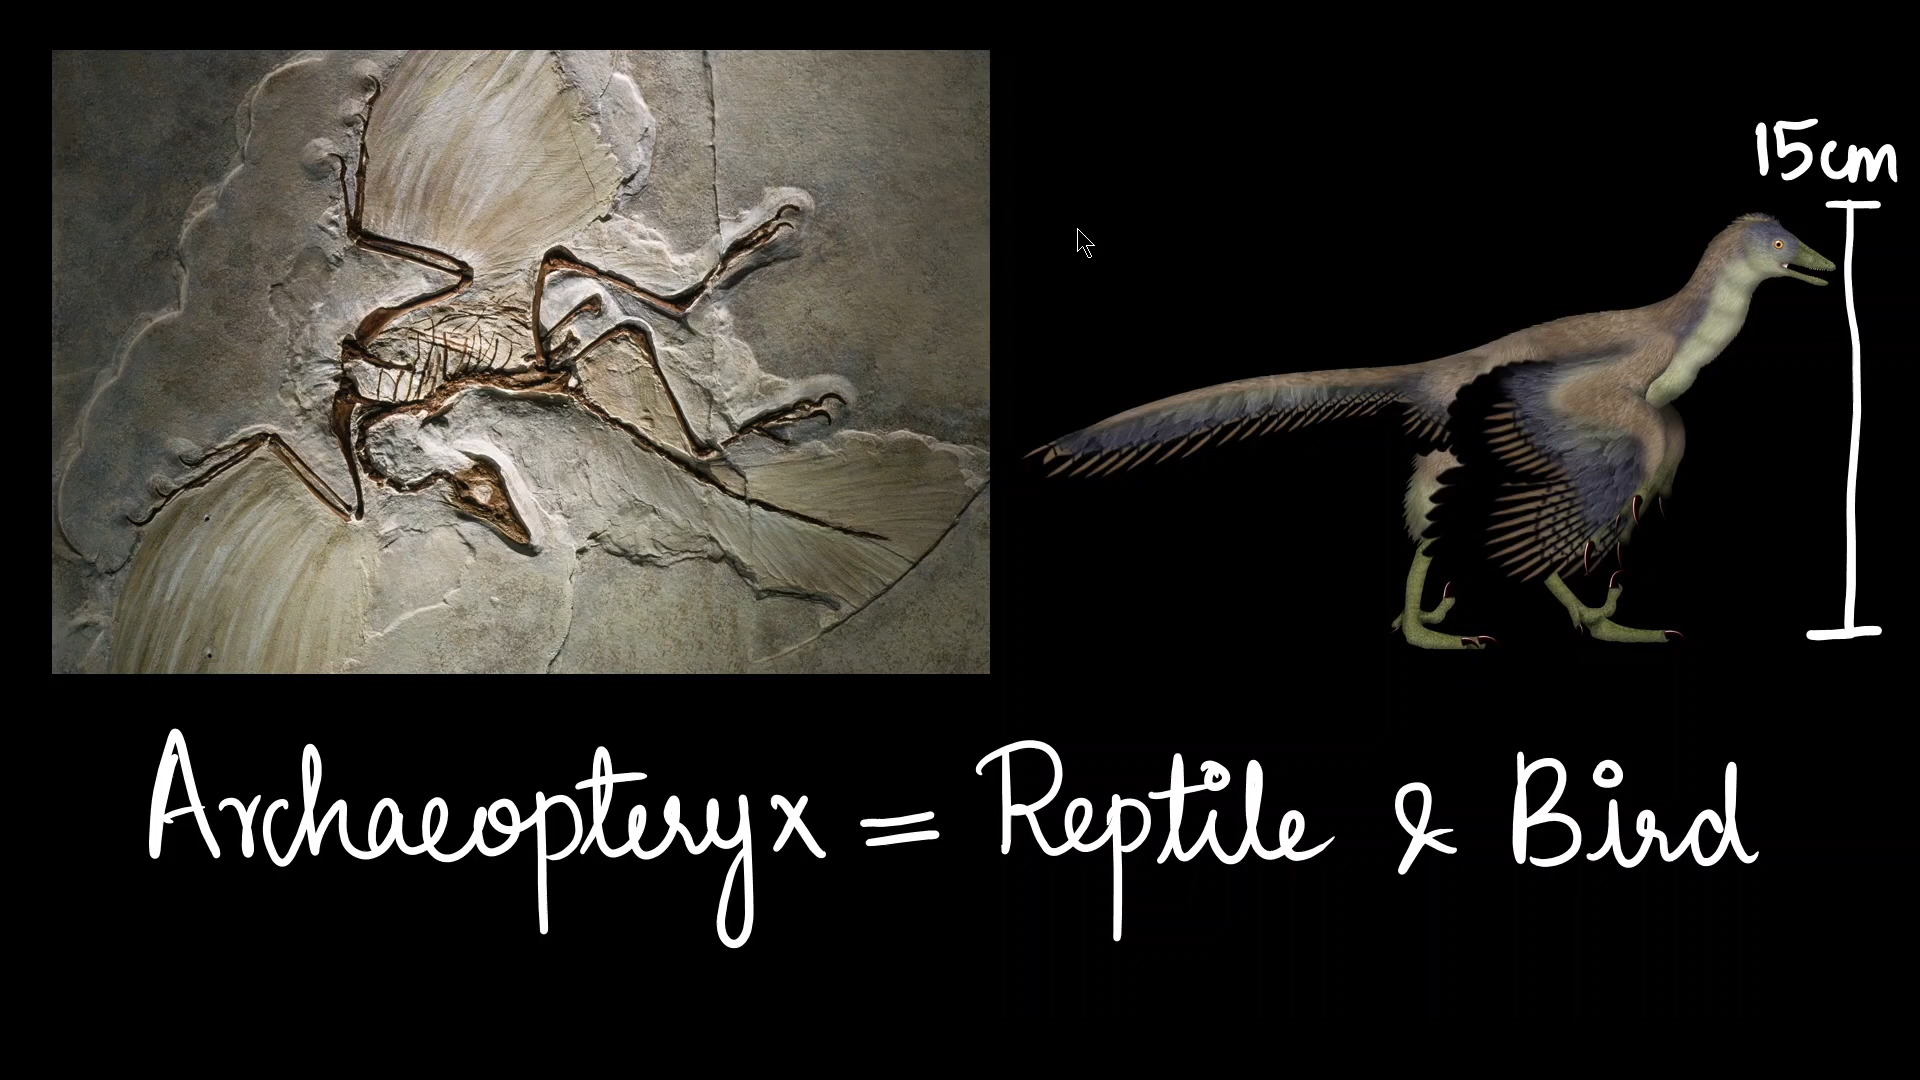 15cm
Archaeopteryx = Reptile & Bird